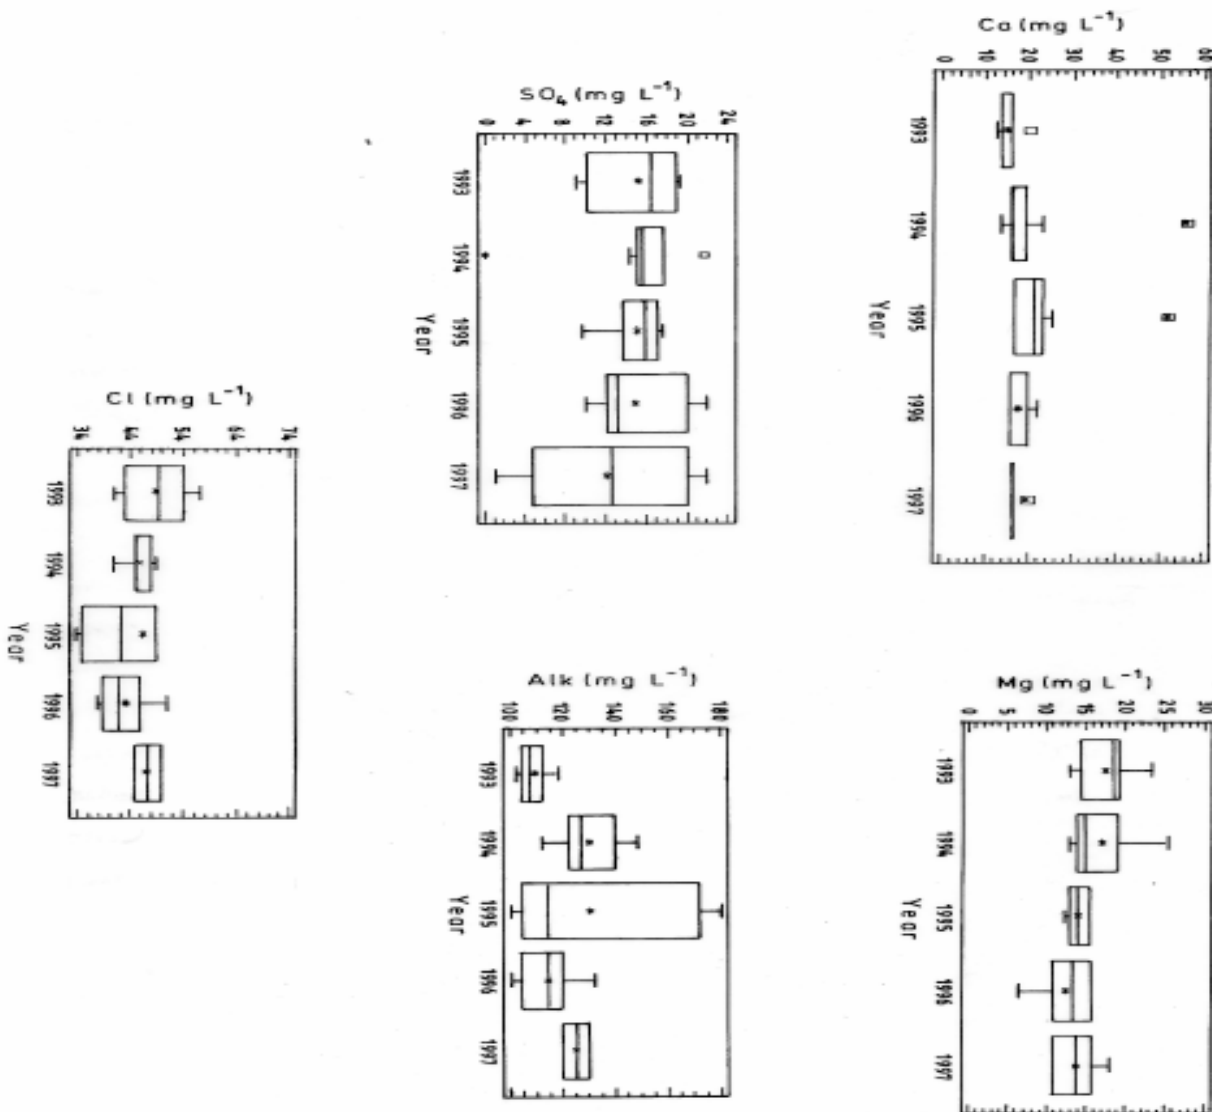 Ca (mg L⁻¹)
0 10 20 30 40 50 60
1993 1994 1995 1996 1997
Year
Mg (mg L⁻¹)
0 5 10 15 20 25 30
1993 1994 1995 1996 1997
Year
SO₄ (mg L⁻¹)
0 4 8 12 16 20 24
1993 1994 1995 1996 1997
Year
Alk (mg L⁻¹)
100 120 140 160 180
1993 1994 1995 1996 1997
Year
Cl (mg L⁻¹)
34 44 54 64 74
1993 1994 1995 1996 1997
Year